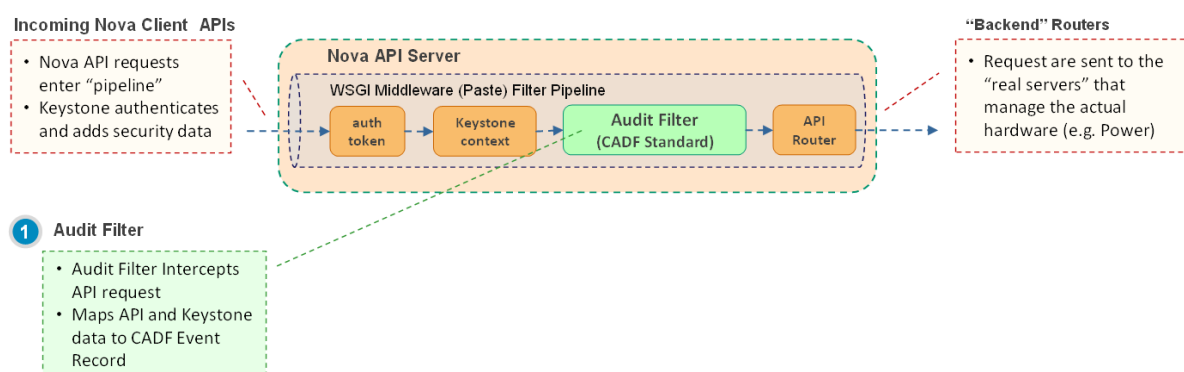 Incoming Nova Client APIs
• Nova API requests
enter “pipeline”
• Keystone authenticates
and adds security data
Nova API Server
WSGI Middleware (Paste) Filter Pipeline
auth
token
Keystone
context
Audit Filter
(CADF Standard)
API
Router
“Backend” Routers
• Request are sent to the
“real servers” that
manage the actual
hardware (e.g. Power)
1
Audit Filter
• Audit Filter Intercepts
API request
• Maps API and Keystone
data to CADF Event
Record